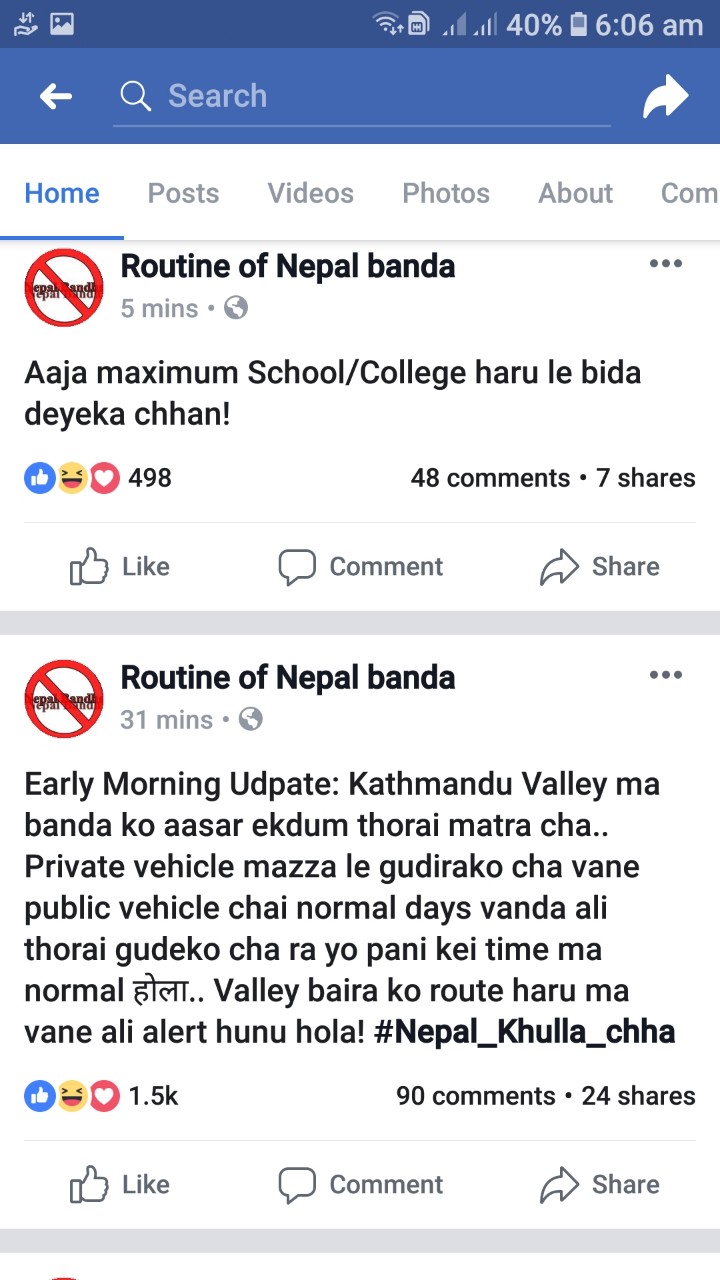 40% 6:06 am
Search
Home Posts Videos Photos About Com
Nepal Bandh
Routine of Nepal banda
5 mins •
Aaja maximum School/College haru le bida
deyeka chhan!
498 48 comments • 7 shares
Like Comment Share
Nepal Bandh
Routine of Nepal banda
31 mins •
Early Morning Udpate: Kathmandu Valley ma
banda ko aasar ekdum thorai matra cha..
Private vehicle mazza le gudirako cha vane
public vehicle chai normal days vanda ali
thorai gudeko cha ra yo pani kei time ma
normal होला.. Valley baira ko route haru ma
vane ali alert hunu hola! #Nepal_Khulla_chha
1.5k 90 comments • 24 shares
Like Comment Share